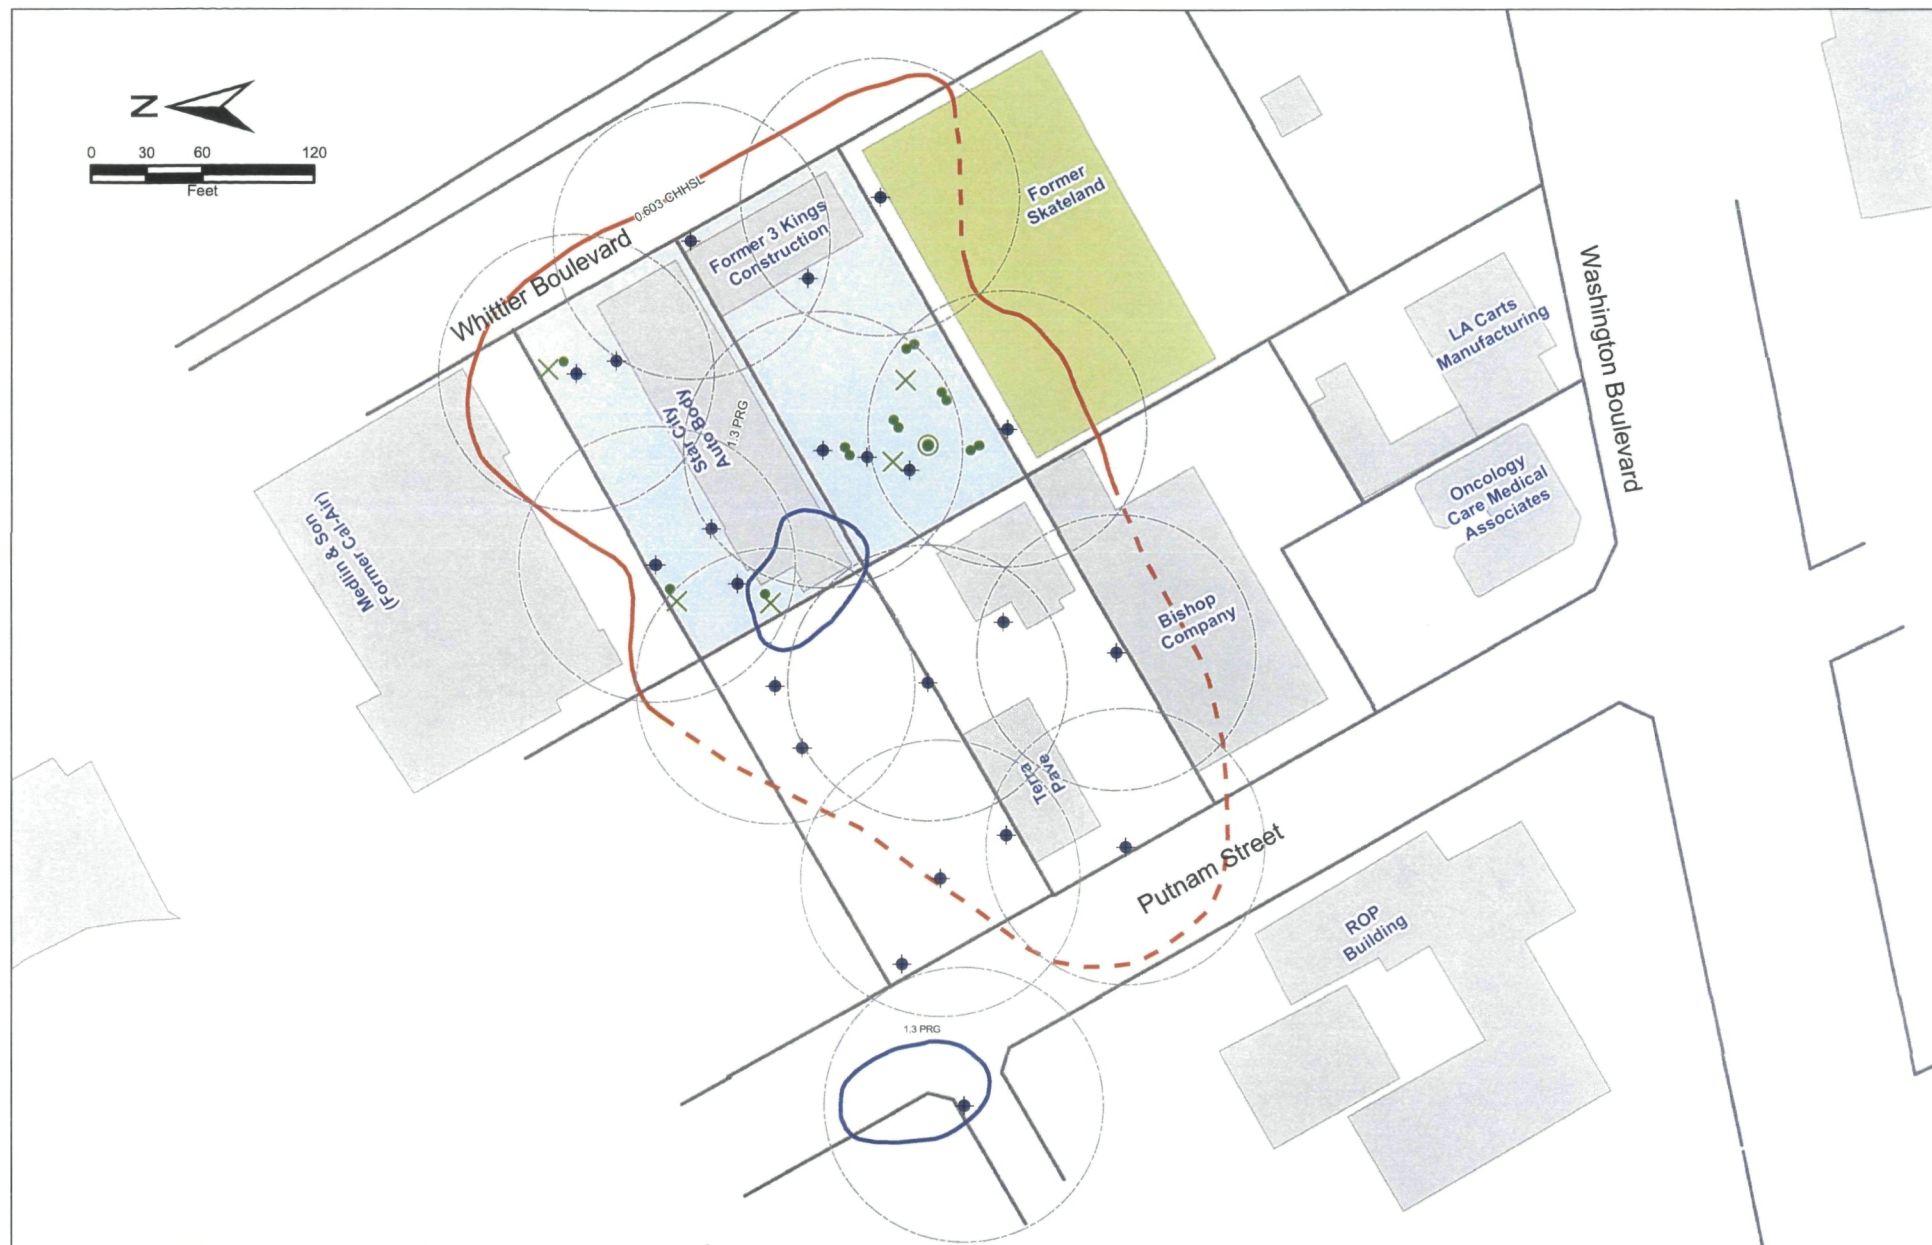 N
0 30 60 120
Feet
0.603 CHHSL
Whittier Boulevard
Former 3 Kings
Construction
Former
Skateland
Washington Boulevard
LA Carts
Manufacturing
Star City
Auto Body
1.3 PRG
Oncology
Care Medical
Associates
Medlin & Son
(Former Cal-Air)
Bishop
Company
Terra
Pave
Putnam Street
ROP
Building
1.3 PRG